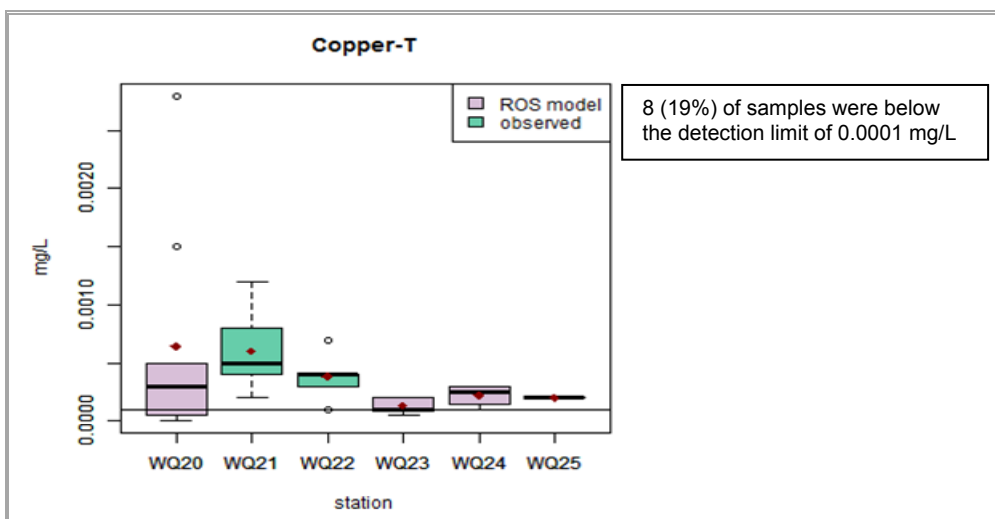 Copper-T
ROS model
observed
8 (19%) of samples were below
the detection limit of 0.0001 mg/L
mg/L
0.0020
0.0010
0.0000
WQ20 WQ21 WQ22 WQ23 WQ24 WQ25
station